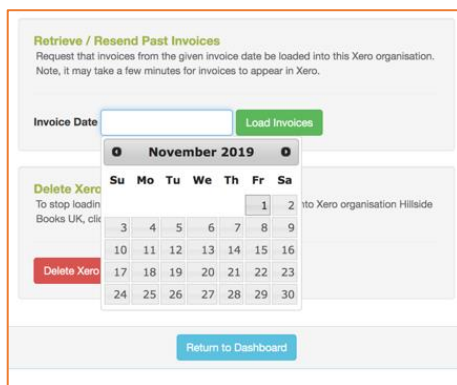 Retrieve / Resend Past Invoices
Request that invoices from the given invoice date be loaded into this Xero organisation.
Note, it may take a few minutes for invoices to appear in Xero.
Invoice Date
Load Invoices
November 2019
Su Mo Tu We Th Fr Sa
1 2
3 4 5 6 7 8 9
10 11 12 13 14 15 16
17 18 19 20 21 22 23
24 25 26 27 28 29 30
Delete Xero
To stop loadin nto Xero organisation Hillside
Books UK, clic
Delete Xero
Return to Dashboard